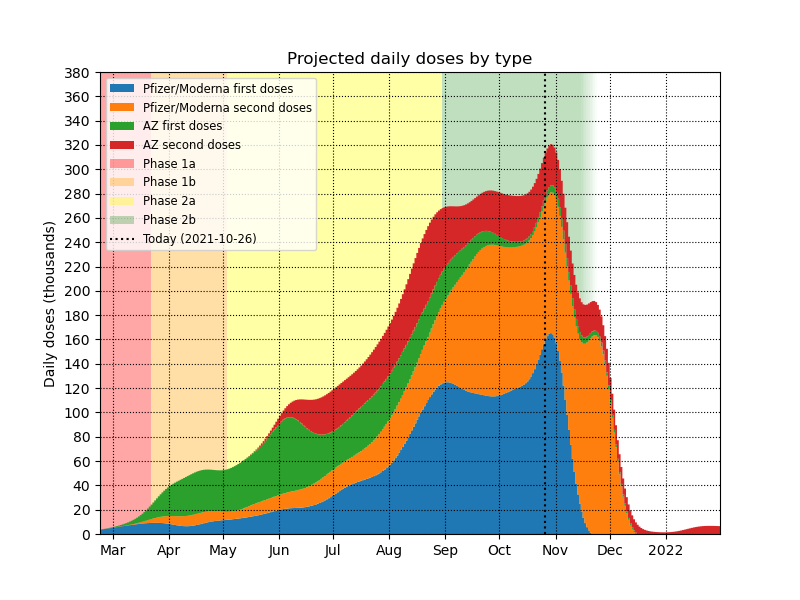 Projected daily doses by type
Daily doses (thousands)
380
360
340
320
300
280
260
240
220
200
180
160
140
120
100
80
60
40
20
0
Pfizer/Moderna first doses
Pfizer/Moderna second doses
AZ first doses
AZ second doses
Phase 1a
Phase 1b
Phase 2a
Phase 2b
Today (2021-10-26)
Mar Apr May Jun Jul Aug Sep Oct Nov Dec 2022